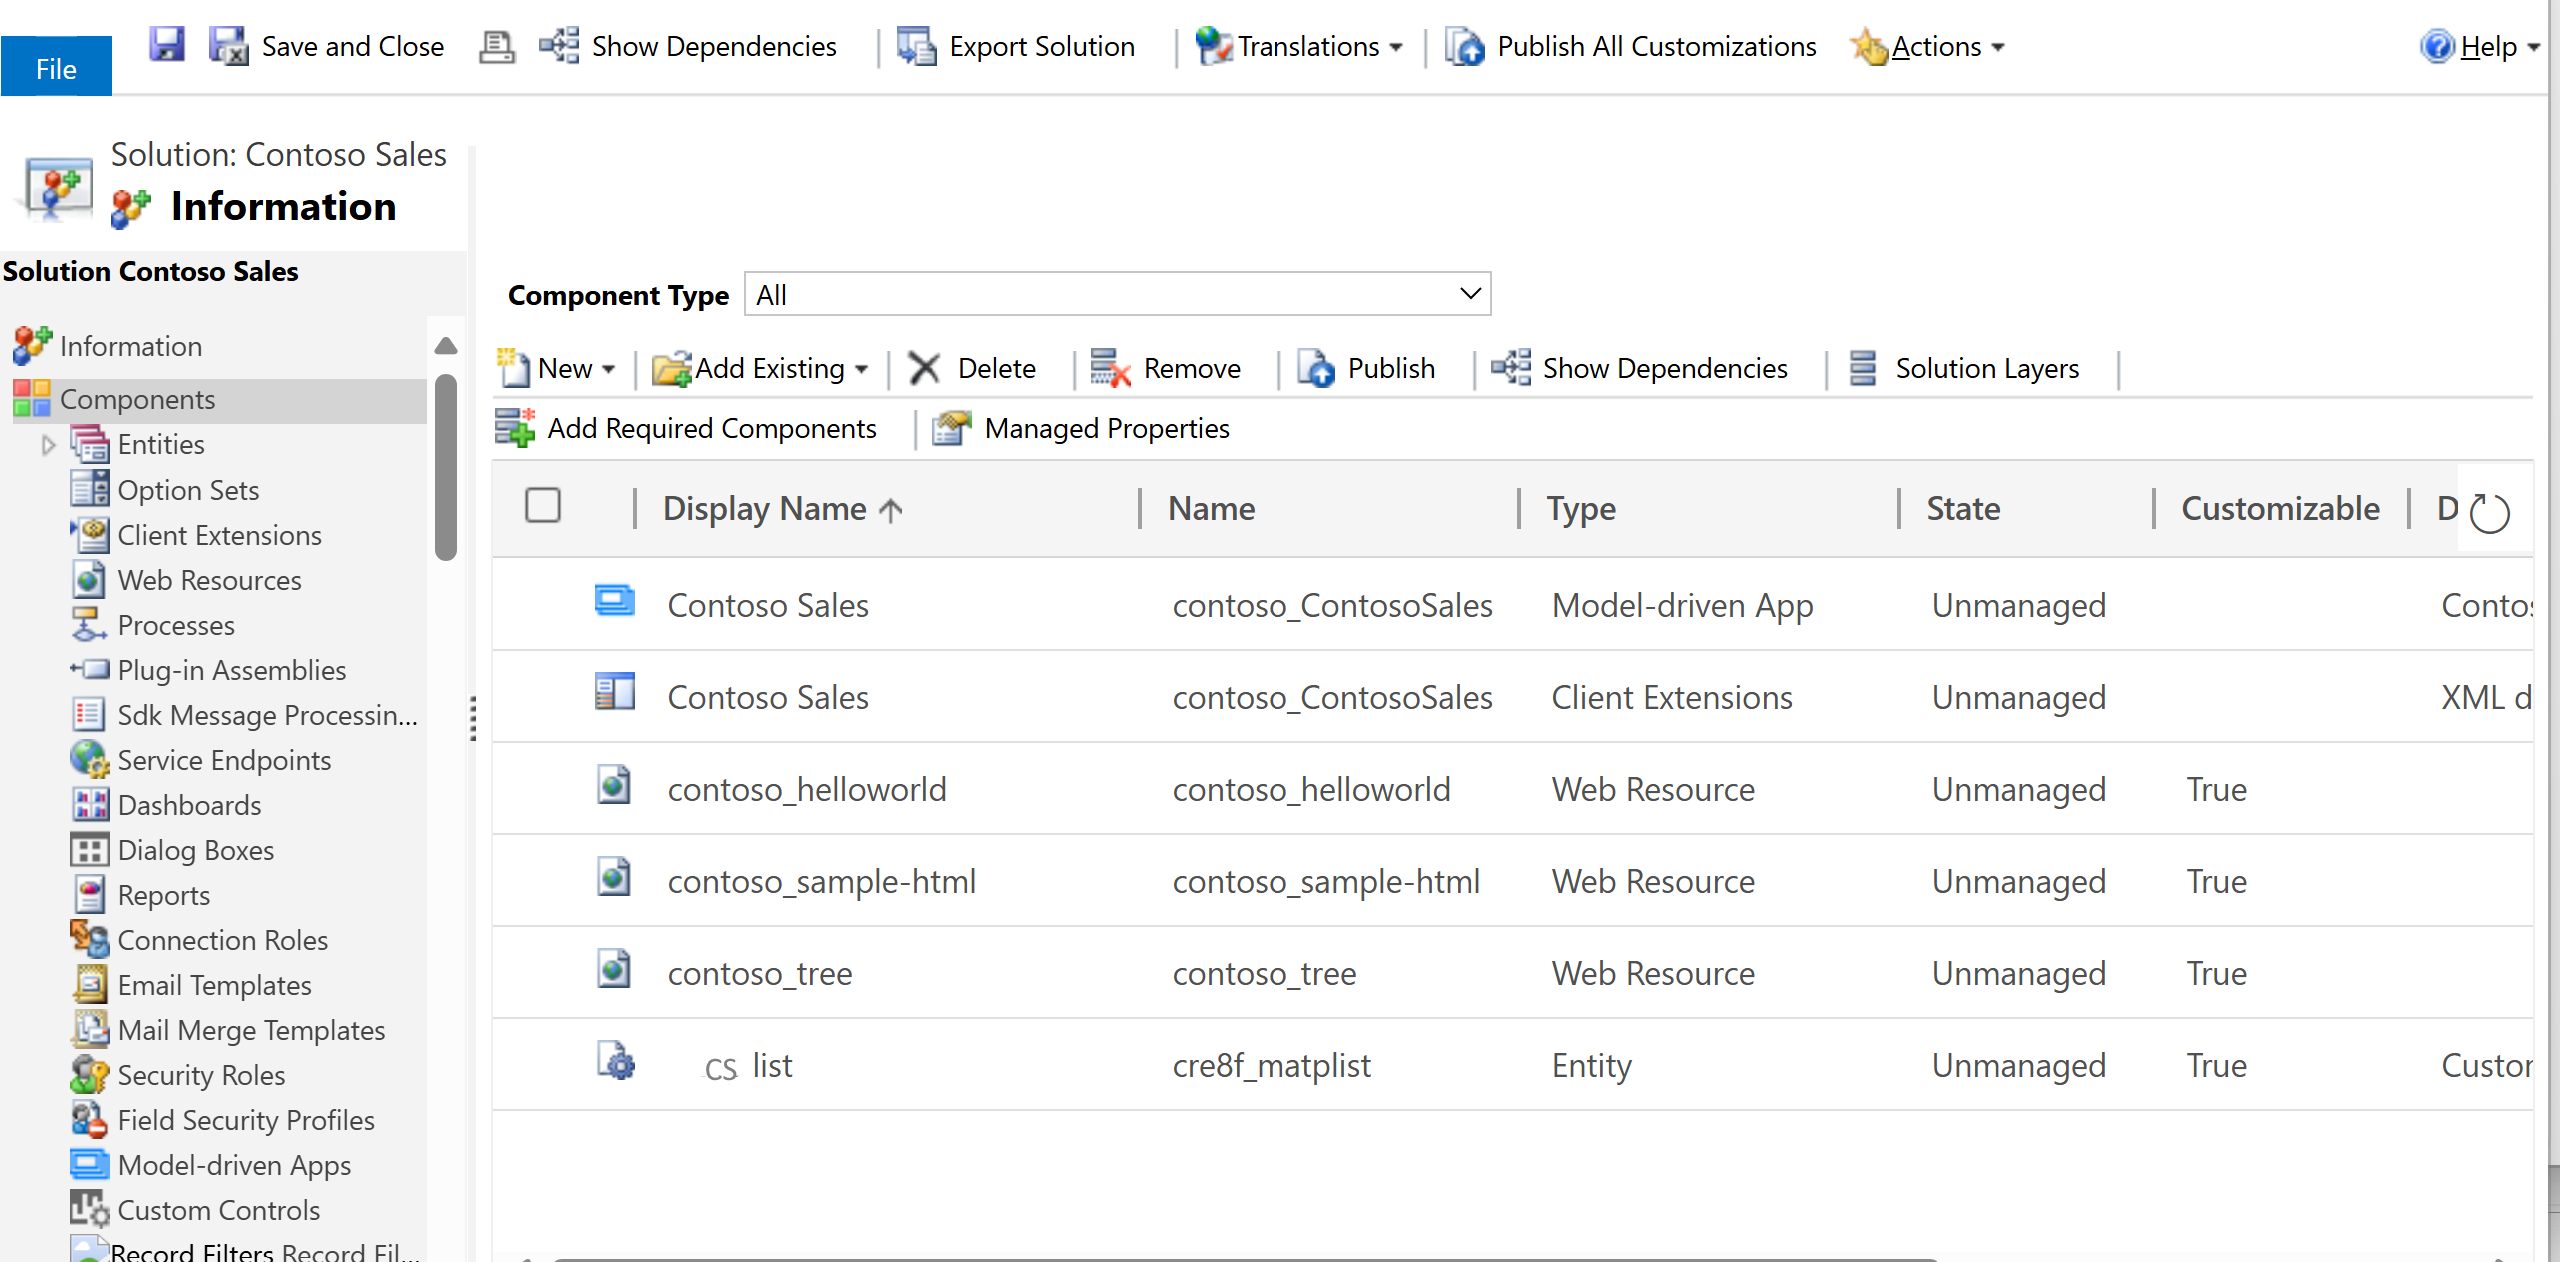 File
Save and Close
Show Dependencies
Export Solution
Translations
Publish All Customizations
Actions
Help
Solution: Contoso Sales
Information
Solution Contoso Sales
Information
Components
Entities
Option Sets
Client Extensions
Web Resources
Processes
Plug-in Assemblies
Sdk Message Processin...
Service Endpoints
Dashboards
Dialog Boxes
Reports
Connection Roles
Email Templates
Mail Merge Templates
Security Roles
Field Security Profiles
Model-driven Apps
Custom Controls
Record Filters Record Fil...
Component Type All
New Add Existing Delete Remove Publish Show Dependencies Solution Layers
Add Required Components Managed Properties
Display Name Name Type State Customizable D
Contoso Sales contoso_ContosoSales Model-driven App Unmanaged Contos
Contoso Sales contoso_ContosoSales Client Extensions Unmanaged XML d
contoso_helloworld contoso_helloworld Web Resource Unmanaged True
contoso_sample-html contoso_sample-html Web Resource Unmanaged True
contoso_tree contoso_tree Web Resource Unmanaged True
CS list cre8f_matplist Entity Unmanaged True Custor